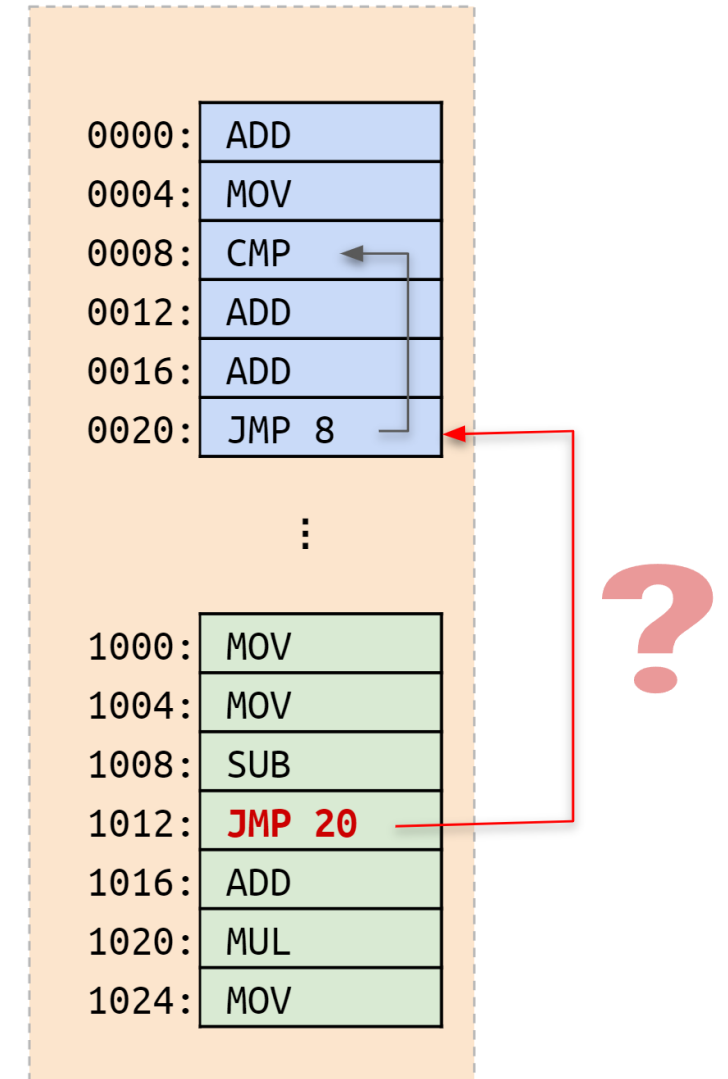 0000: ADD
0004: MOV
0008: CMP
0012: ADD
0016: ADD
0020: JMP 8
⋮
1000: MOV
1004: MOV
1008: SUB
1012: JMP 20
1016: ADD
1020: MUL
1024: MOV
?